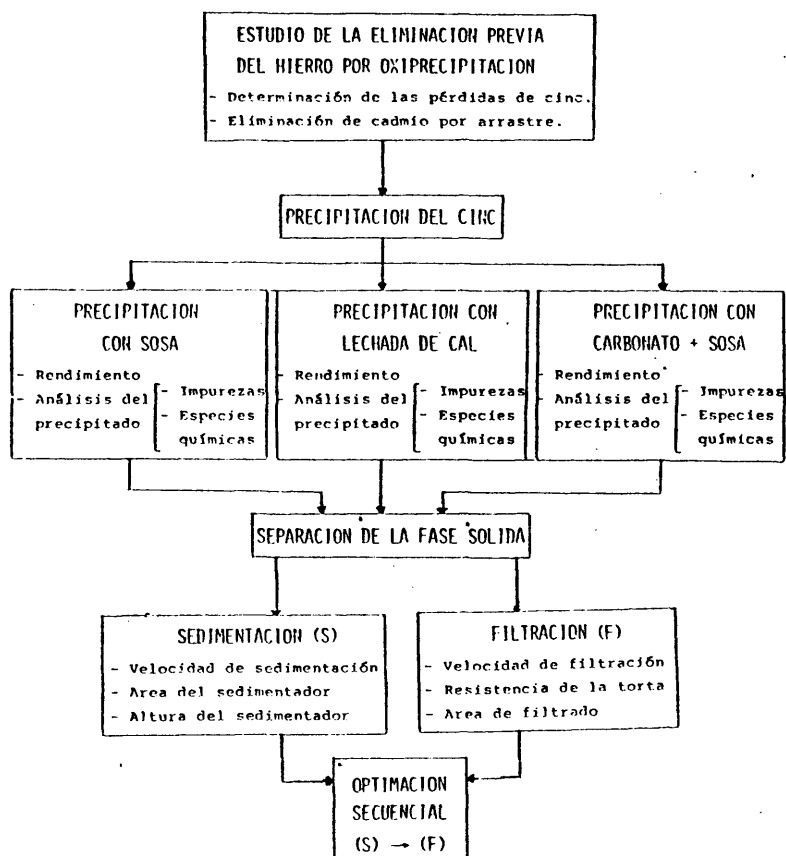 ESTUDIO DE LA ELIMINACION PREVIA
DEL HIERRO POR OXIPRECIPITACION
- Determinación de las pérdidas de cinc.
- Eliminación de cadmio por arrastre.
PRECIPITACION DEL CINC
PRECIPITACION
CON SOSA
- Rendimiento
- Análisis del
precipitado
- Impurezas
- Especies
químicas
PRECIPITACION CON
LECHADA DE CAL
- Rendimiento
- Análisis del
precipitado
- Impurezas
- Especies
químicas
PRECIPITACION CON
CARBONATO + SOSA
- Rendimiento
- Análisis del
precipitado
- Impurezas
- Especies
químicas
SEPARACION DE LA FASE SOLIDA
SEDIMENTACION (S)
- Velocidad de sedimentación
- Area del sedimentador
- Altura del sedimentador
FILTRACION (F)
- Velocidad de filtración
- Resistencia de la torta
- Area de filtrado
OPTIMACION
SECUENCIAL
(S) → (F)